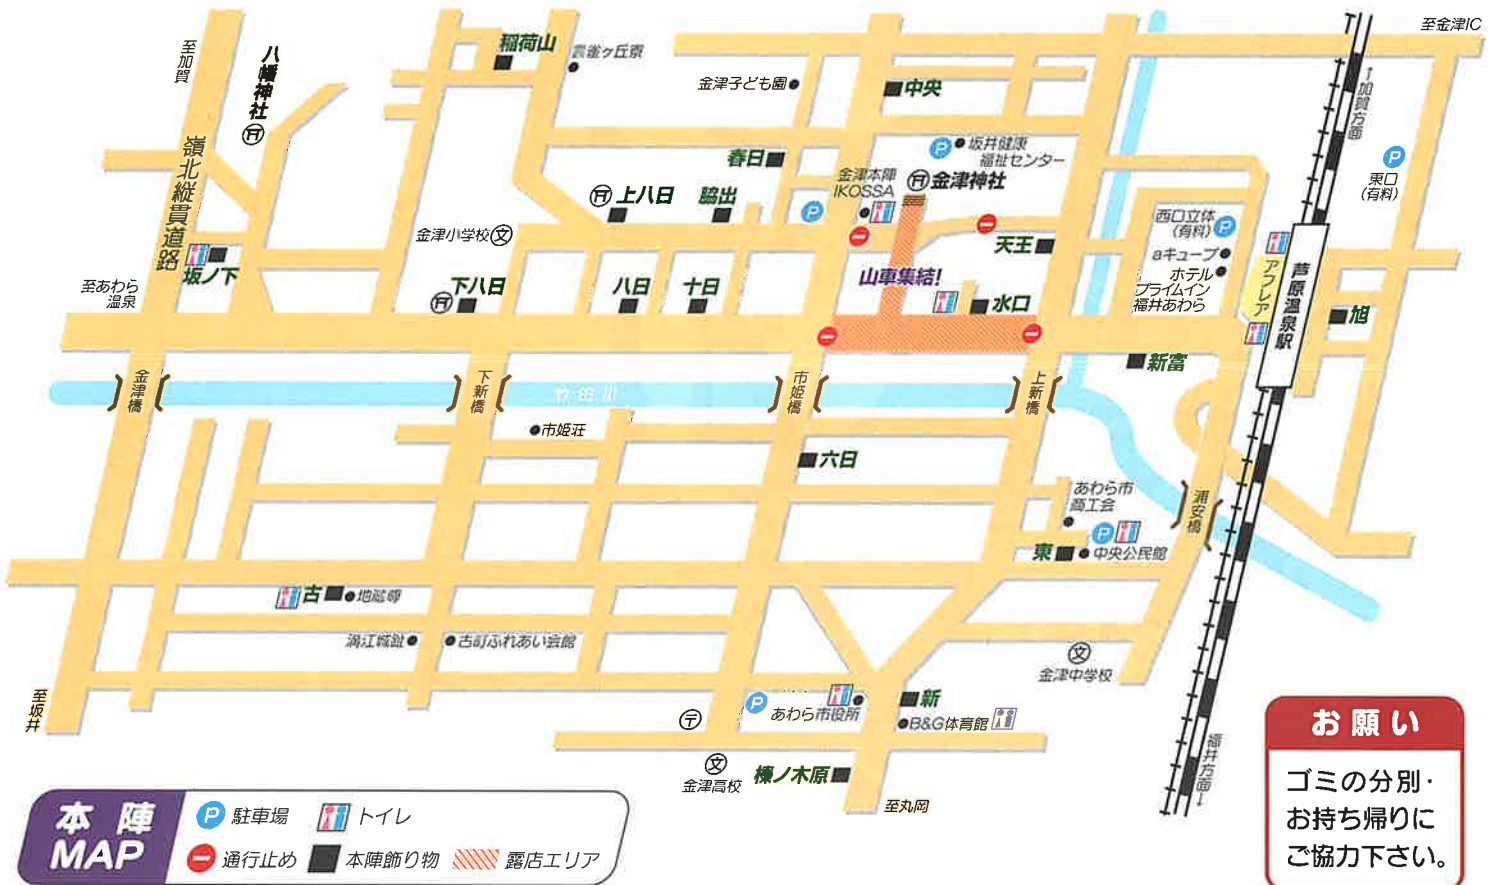 至金津IC
至加賀
八幡神社
稲荷山
雲雀ヶ丘寮
金津子ども園
中央
↑加賀方面
嶺北縦貫道路
春日
坂井健康
福祉センター
東口
(有料)
金津本陣
IKOSSA
金津神社
上八日
脇出
金津小学校
文
西口立体
(有料)
天王
aキューブ
ホテル
プライムイン
福井あわら
アフレア
芦原温泉駅
坂ノ下
至あわら
温泉
下八日
八日
十日
山車集結!
水口
旭
新富
金津橋
下新橋
竹田川
市姫橋
上新橋
市姫荘
六日
あわら市
商工会
浦安橋
東
中央公民館
古
地蔵尊
溝江城趾
古町ふれあい会館
文
金津中学校
至坂井
あわら市役所
新
B&G体育館
文
金津高校
榛ノ木原
至丸岡
福井方面↓
本陣
MAP
P 駐車場
トイレ
通行止め
本陣飾り物
露店エリア
お願い
ゴミの分別・
お持ち帰りに
ご協力下さい。